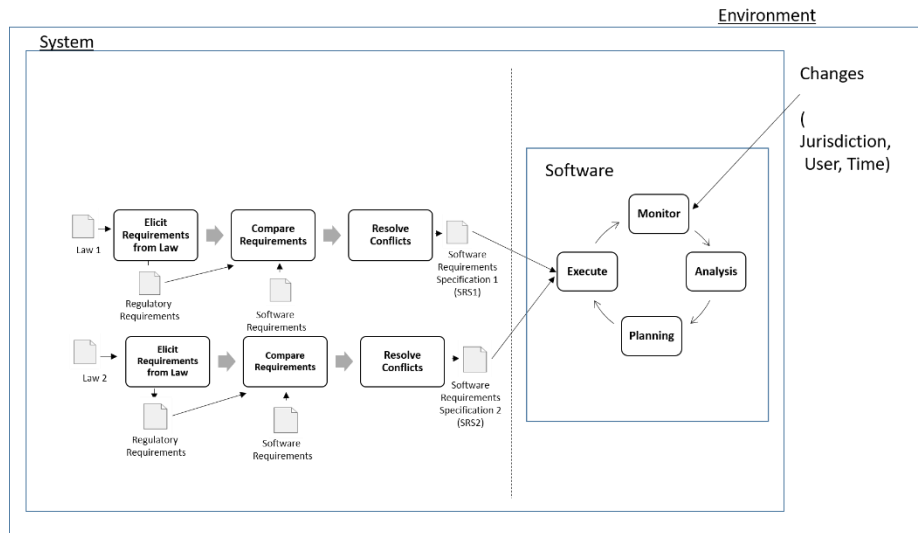 Environment
System
Changes
(
Jurisdiction,
User, Time)
Software
Monitor
Execute
Analysis
Planning
Law 1
Elicit
Requirements
from Law
Compare
Requirements
Resolve
Conflicts
Software
Requirements
Specification 1
(SRS1)
Regulatory
Requirements
Software
Requirements
Law 2
Elicit
Requirements
from Law
Compare
Requirements
Resolve
Conflicts
Software
Requirements
Specification 2
(SRS2)
Regulatory
Requirements
Software
Requirements